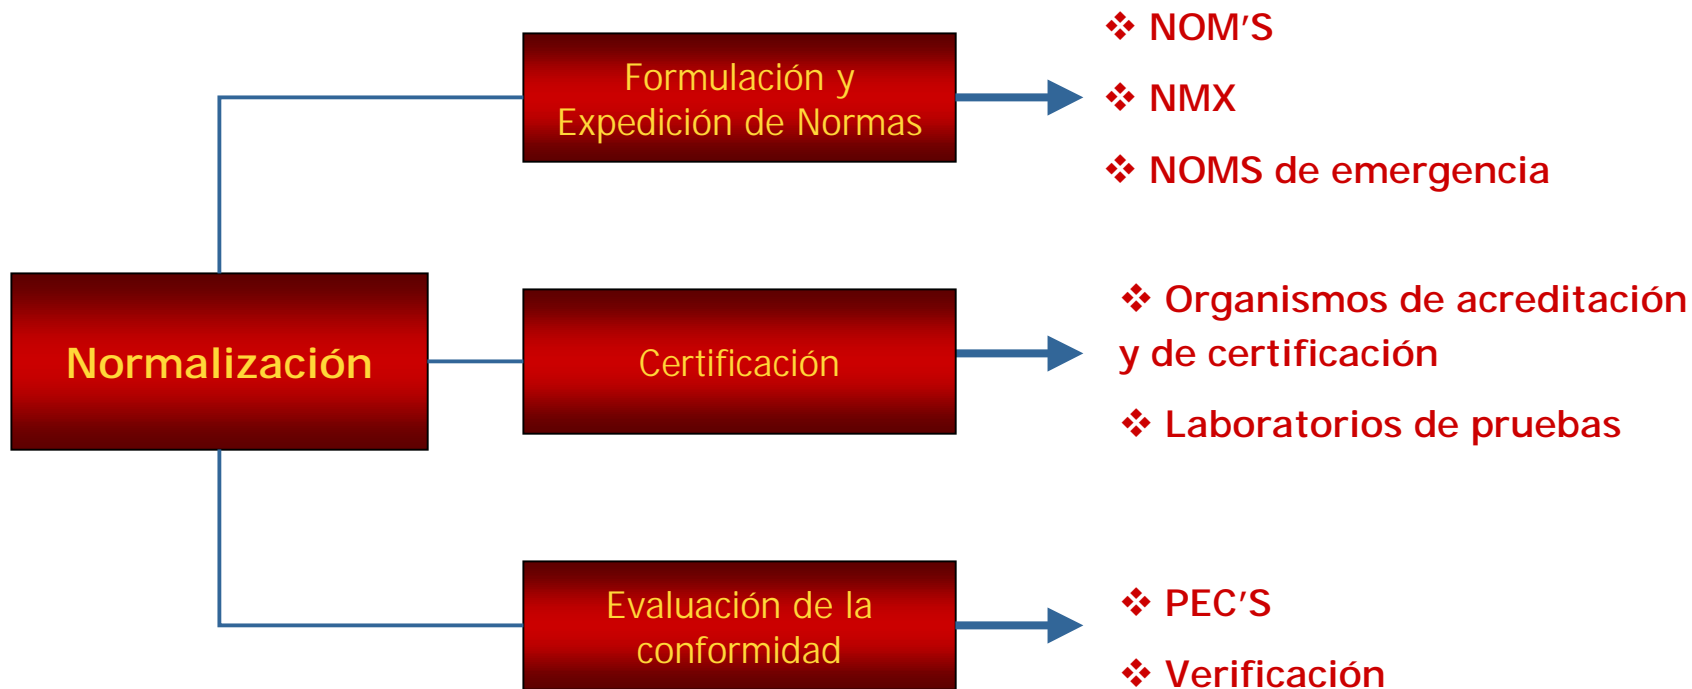 Normalización
Formulación y
Expedición de Normas
❖ NOM'S
❖ NMX
❖ NOMS de emergencia
Certificación
❖ Organismos de acreditación
y de certificación
❖ Laboratorios de pruebas
Evaluación de la
conformidad
❖ PEC'S
❖ Verificación